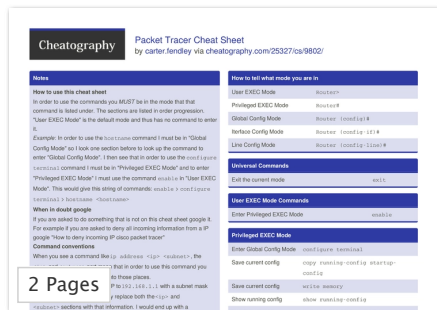 Cheatography
Packet Tracer Cheat Sheet
by carter.fendley via cheatography.com/25327/cs/9802/
Notes
How to use this cheat sheet
In order to use the commands you MUST be in the mode that that
command is listed under. The sections are listed in order progression.
"User EXEC Mode" is the default mode and thus has no command to enter
it.
Example: In order to use the hostname command I must be in "Global
Config Mode" so I look one section before to look up the command to
enter "Global Config Mode". I then see that in order to use the configure
terminal command I must be in "Privileged EXEC Mode" and to enter
"Privileged EXEC Mode" I must use the command enable in "User EXEC
Mode". This would give this string of commands: enable > configure
terminal > hostname <hostname>
When in doubt google
If you are asked to do something that is not on this cheat sheet google it.
For example if you are asked to deny all incoming information from a IP
google "How to deny incoming IP cisco packet tracer"
Command conventions
When you see a command like ip address <ip> <subnet>, the
that in order to use this command you
into those places.
IP to 192.168.1.1 with a subnet mask
y replace both the <ip> and
<subnet> sections with that information. I would end up with a
2 Pages
How to tell what mode you are in
User EXEC Mode Router>
Privileged EXEC Mode Router#
Global Config Mode Router (config)#
Iterface Config Mode Router (config-if)#
Line Config Mode Router (config-line)#
Universal Commands
Exit the current mode exit
User EXEC Mode Commands
Enter Privileged EXEC Mode enable
Privileged EXEC Mode
Enter Global Config Mode configure terminal
Save current config copy running-config startup-
config
Save current config write memory
Show running config show running-config